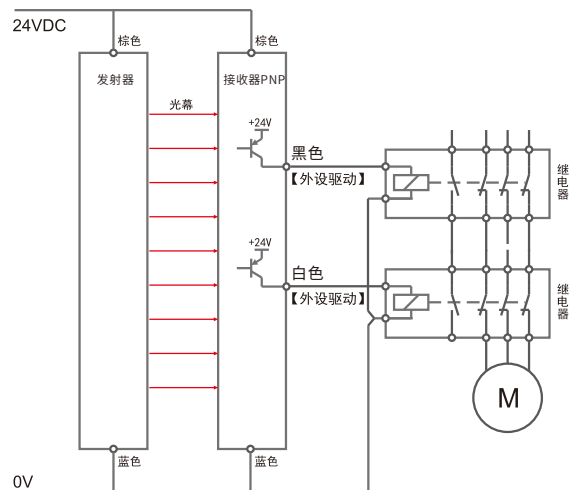 24VDC
棕色
棕色
发射器
接收器PNP
光幕
+24V
黑色
【外设驱动】
继电器
+24V
白色
【外设驱动】
继电器
M
蓝色
蓝色
0V